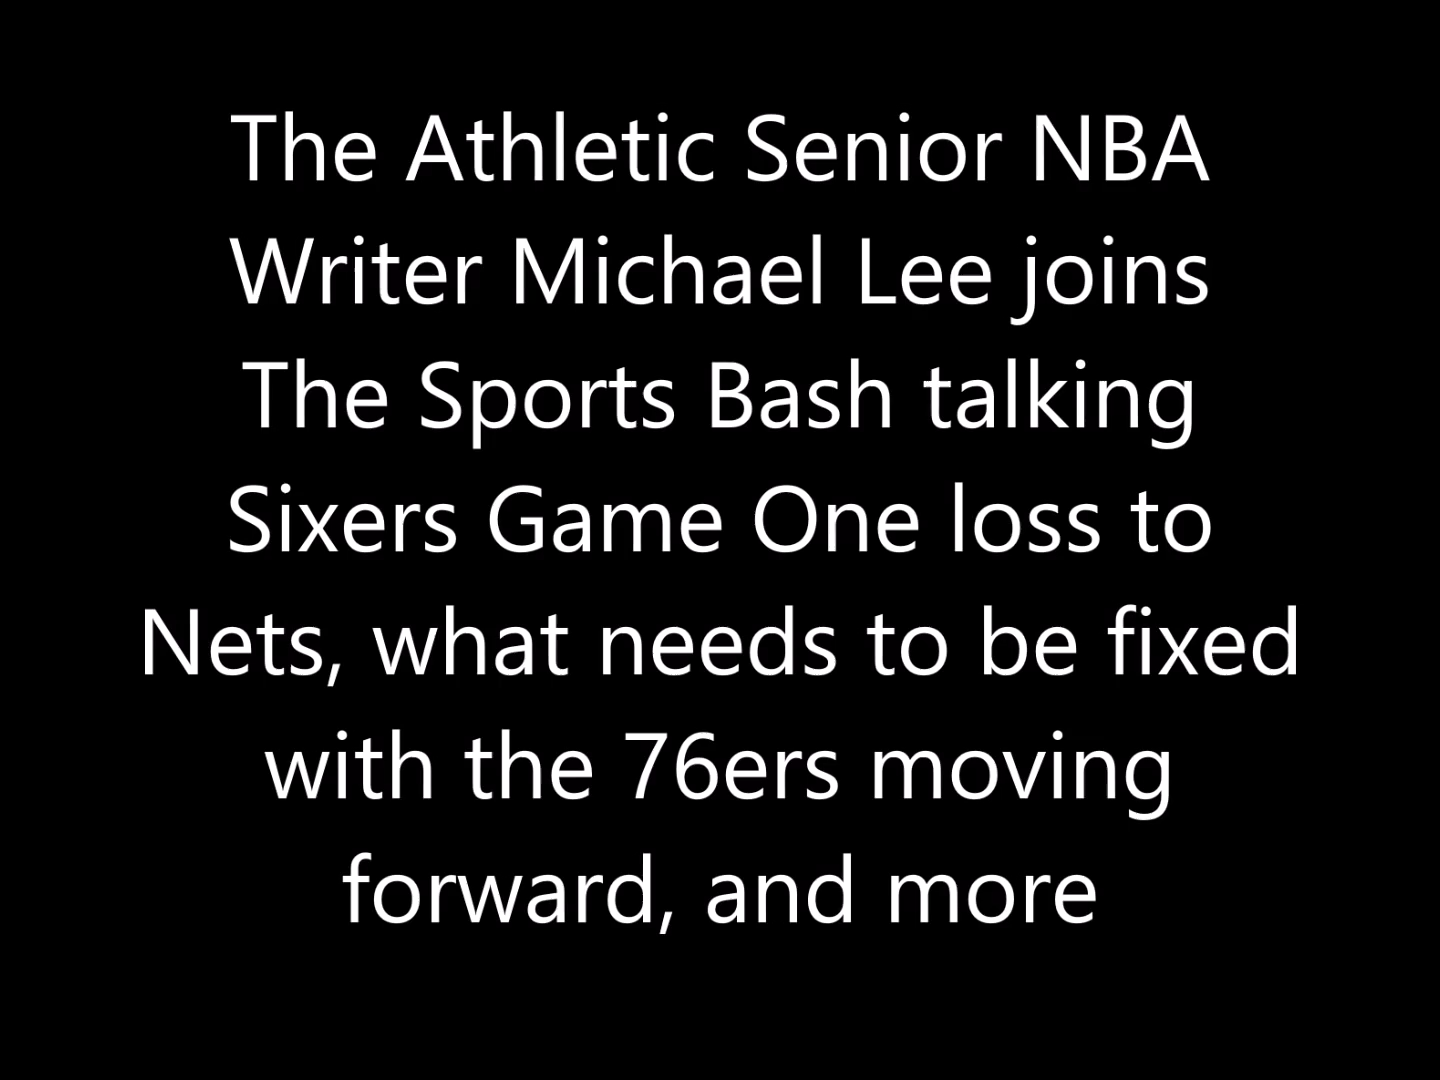 The Athletic Senior NBA
Writer Michael Lee joins
The Sports Bash talking
Sixers Game One loss to
Nets, what needs to be fixed
with the 76ers moving
forward, and more